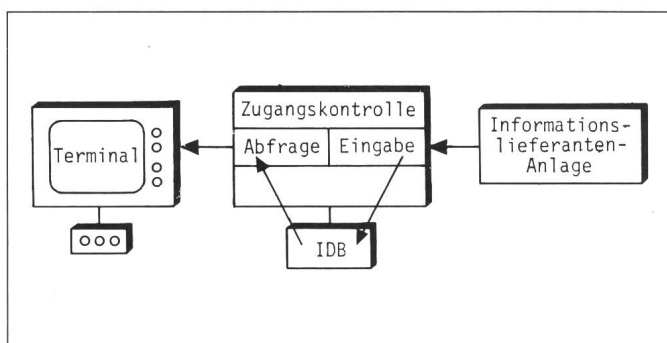 Zugangskontrolle
Terminal
Abfrage
Eingabe
Informations-
lieferanten-
Anlage
IDB